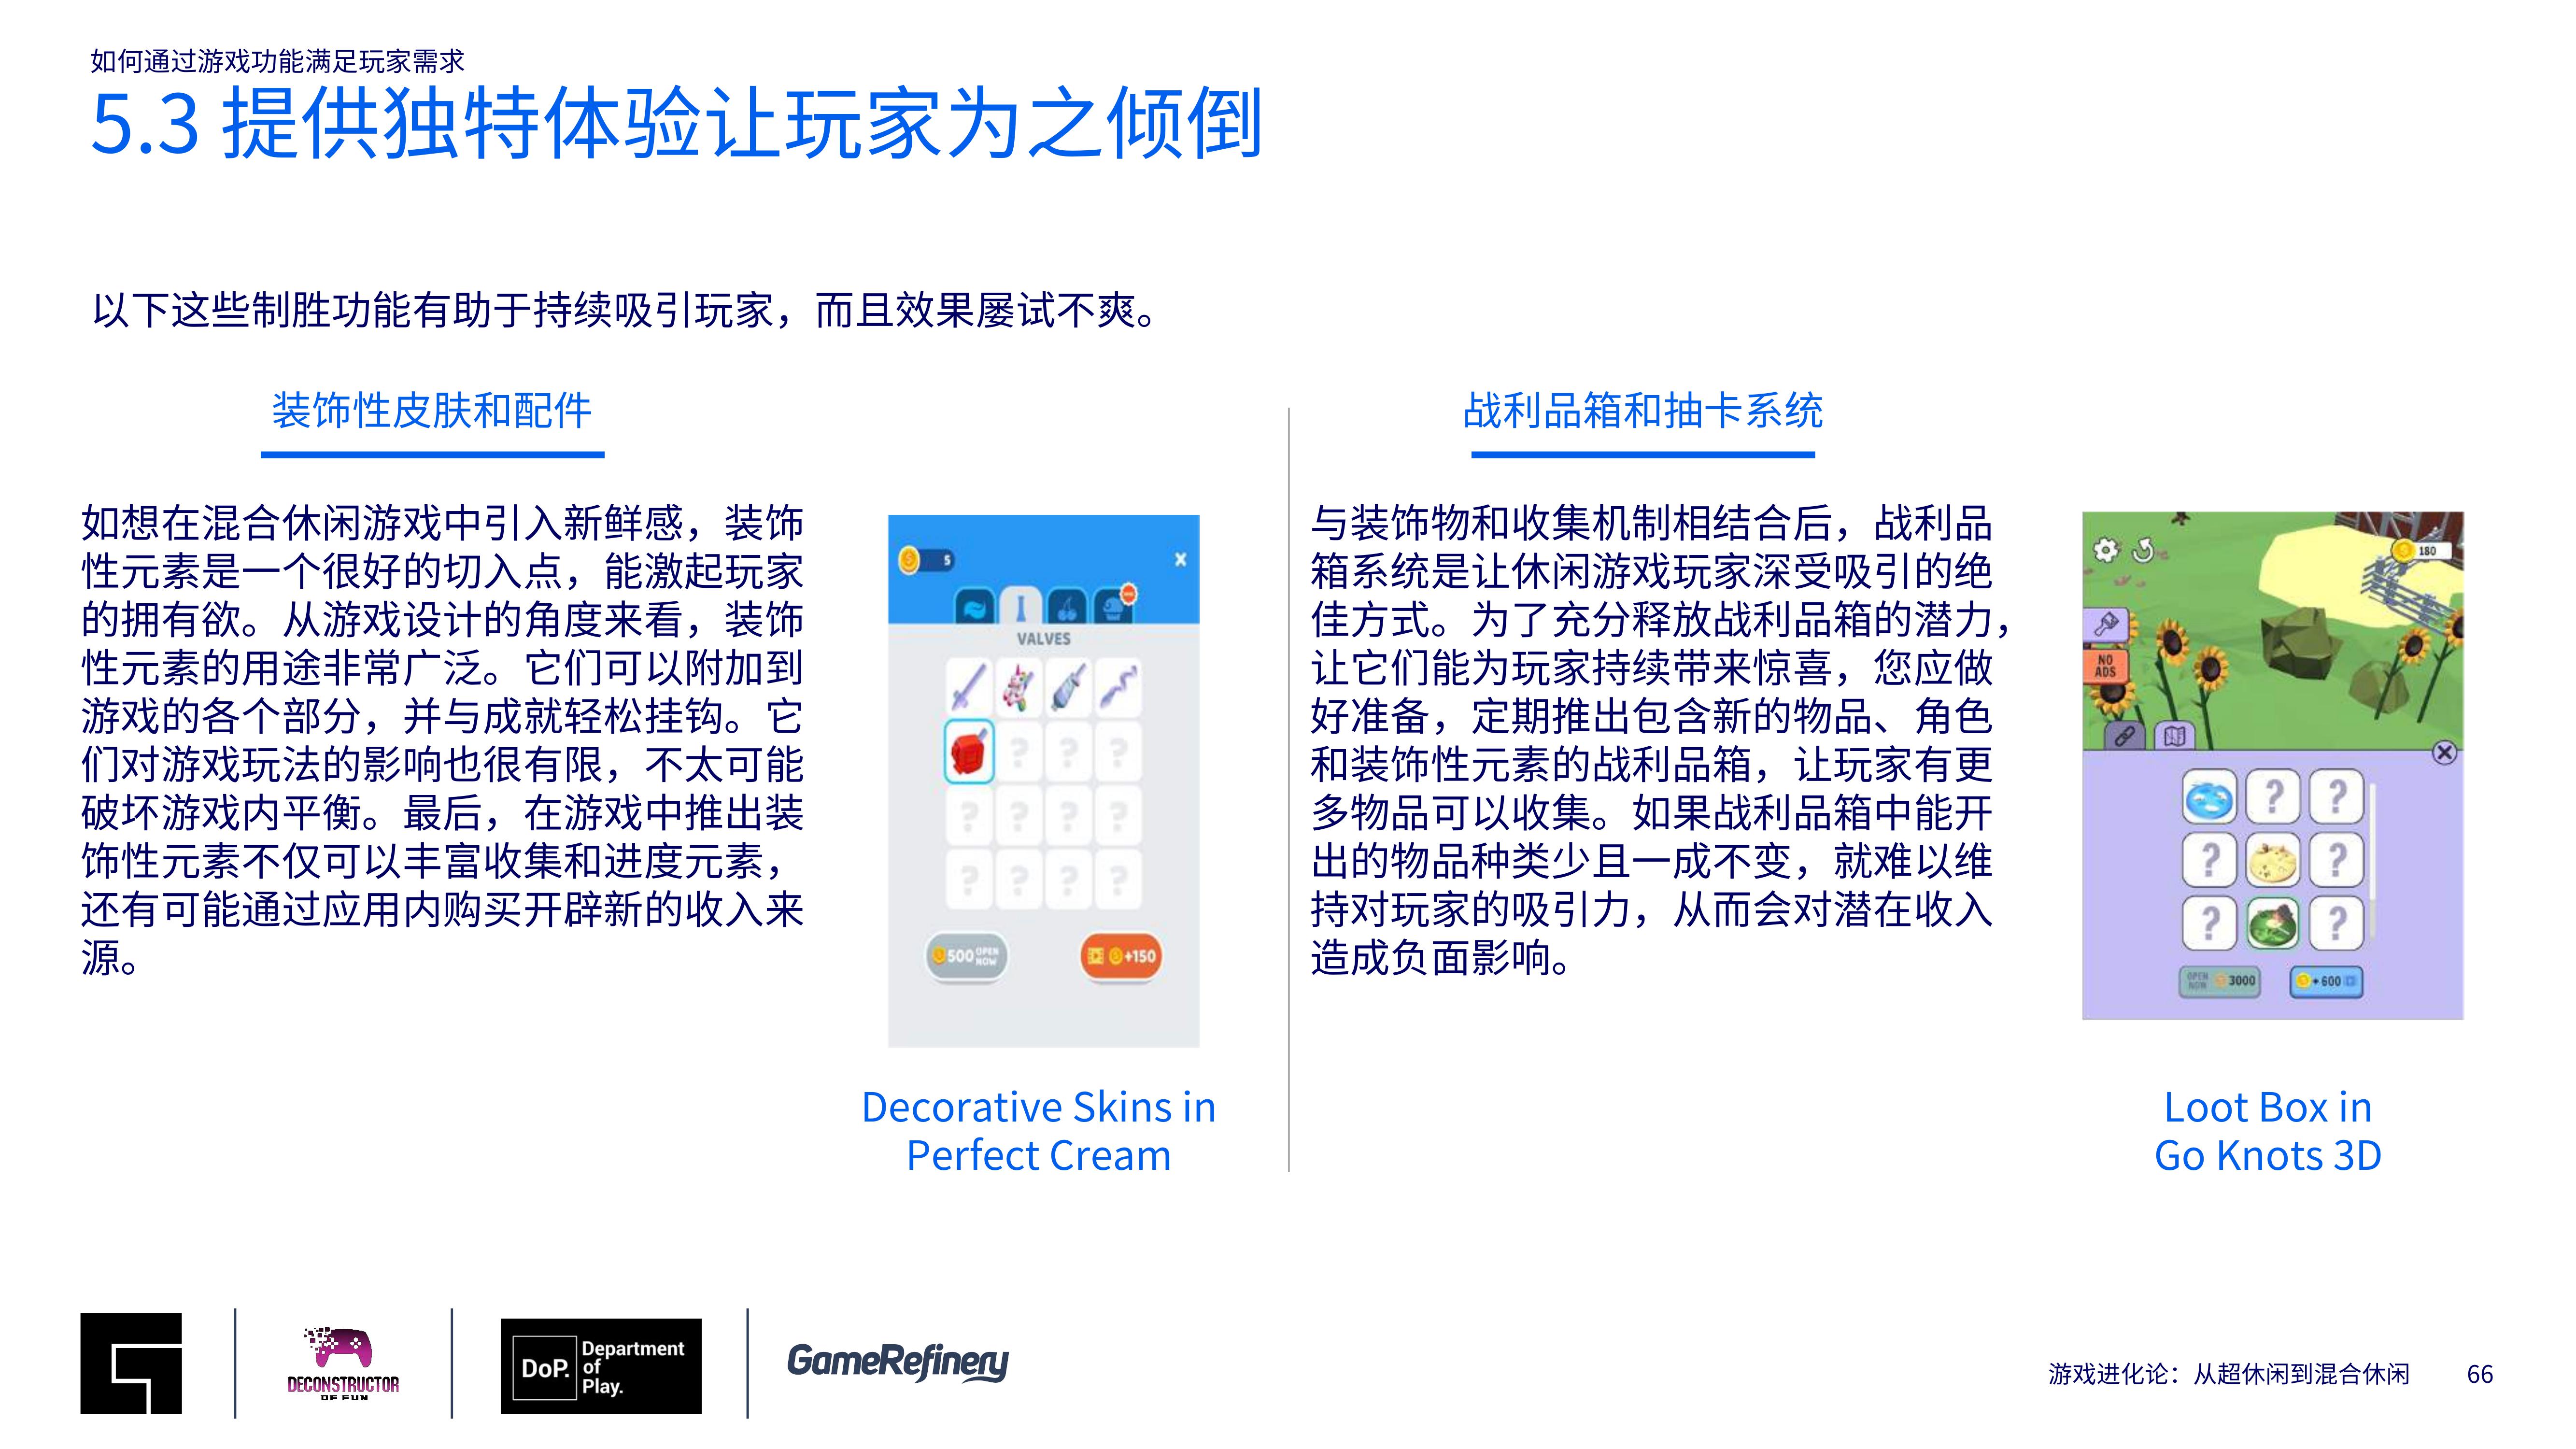 如何通过游戏功能满足玩家需求
5.3 提供独特体验让玩家为之倾倒
以下这些制胜功能有助于持续吸引玩家，而且效果屡试不爽。
装饰性皮肤和配件
如想在混合休闲游戏中引入新鲜感，装饰
性元素是一个很好的切入点，能激起玩家
的拥有欲。从游戏设计的角度来看，装饰
性元素的用途非常广泛。它们可以附加到
游戏的各个部分，并与成就轻松挂钩。它
们对游戏玩法的影响也很有限，不太可能
破坏游戏内平衡。最后，在游戏中推出装
饰性元素不仅可以丰富收集和进度元素，
还有可能通过应用内购买开辟新的收入来
源。
5
VALVES
? ? ?
? ? ? ?
? ? ? ?
500 OPEN NOW
+150
Decorative Skins in
Perfect Cream
战利品箱和抽卡系统
与装饰物和收集机制相结合后，战利品
箱系统是让休闲游戏玩家深受吸引的绝
佳方式。为了充分释放战利品箱的潜力，
让它们能为玩家持续带来惊喜，您应做
好准备，定期推出包含新的物品、角色
和装饰性元素的战利品箱，让玩家有更
多物品可以收集。如果战利品箱中能开
出的物品种类少且一成不变，就难以维
持对玩家的吸引力，从而会对潜在收入
造成负面影响。
180
NO
ADS
? ?
? ?
? ?
OPEN NOW 3000
+600
Loot Box in
Go Knots 3D
DECONSTRUCTOR
OF FUN
DoP.
Department
of
Play.
GameRefinery
游戏进化论：从超休闲到混合休闲 66